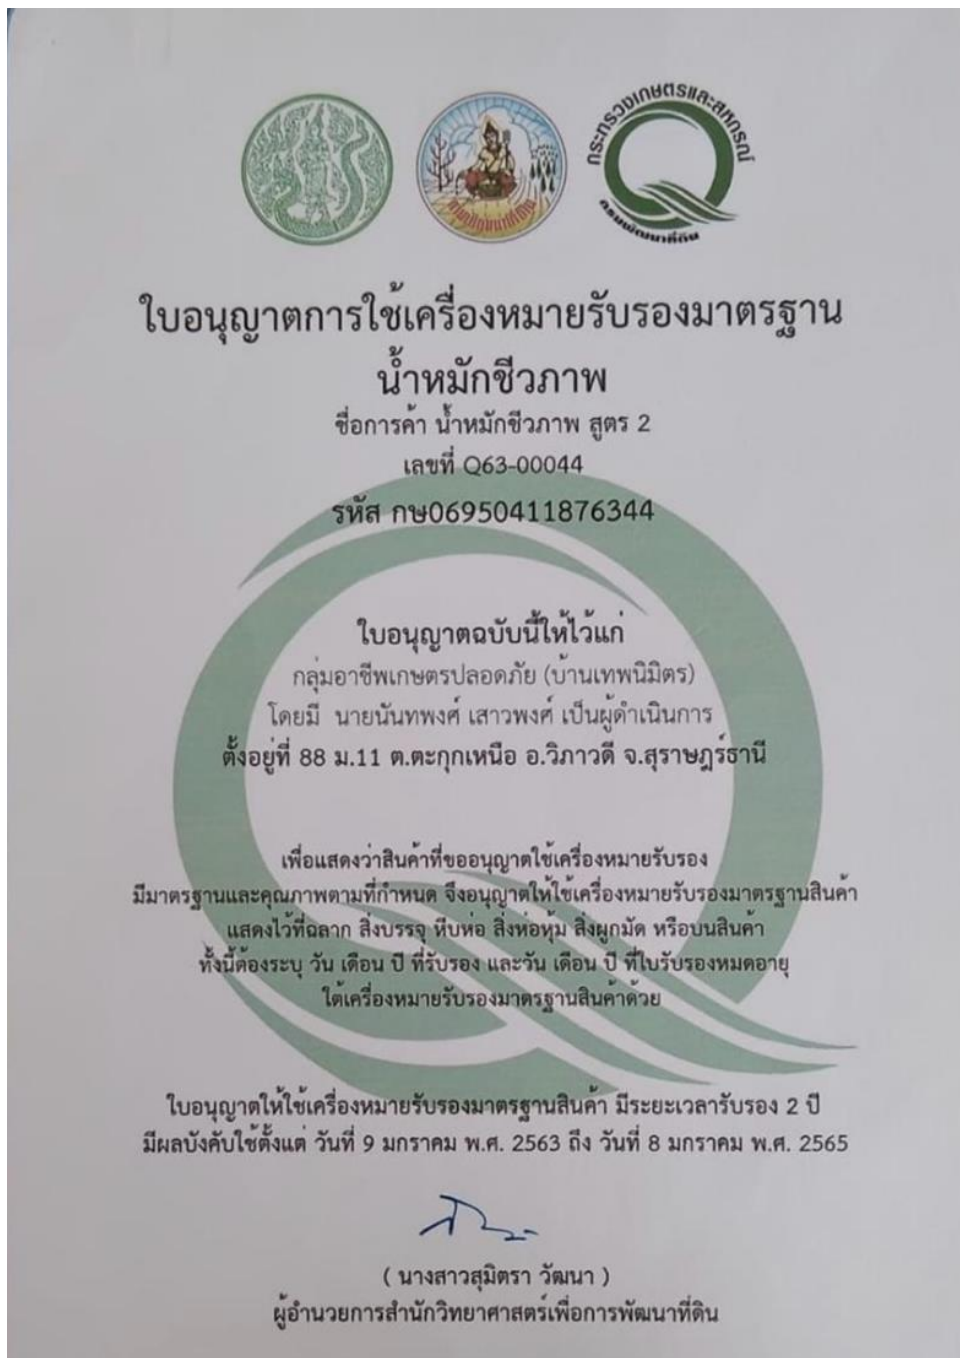 กระทรวงเกษตรและสหกรณ์
กรมพัฒนาที่ดิน
กรมพัฒนาที่ดิน
ใบอนุญาตการใช้เครื่องหมายรับรองมาตรฐาน
น้ำหมักชีวภาพ
ชื่อการค้า น้ำหมักชีวภาพ สูตร 2
เลขที่ Q63-00044
รหัส กษ06950411876344
ใบอนุญาตฉบับนี้ให้ไว้แก่
กลุ่มอาชีพเกษตรปลอดภัย (บ้านเทพนิมิตร)
โดยมี นายนันทพงศ์ เสาวพงศ์ เป็นผู้ดำเนินการ
ตั้งอยู่ที่ 88 ม.11 ต.ตะกุกเหนือ อ.วิภาวดี จ.สุราษฎร์ธานี
เพื่อแสดงว่าสินค้าที่ขออนุญาตใช้เครื่องหมายรับรอง
มีมาตรฐานและคุณภาพตามที่กำหนด จึงอนุญาตให้ใช้เครื่องหมายรับรองมาตรฐานสินค้า
แสดงไว้ที่ฉลาก สิ่งบรรจุ หีบห่อ สิ่งห่อหุ้ม สิ่งผูกมัด หรือบนสินค้า
ทั้งนี้ต้องระบุ วัน เดือน ปี ที่รับรอง และวัน เดือน ปี ที่ใบรับรองหมดอายุ
ใต้เครื่องหมายรับรองมาตรฐานสินค้าด้วย
ใบอนุญาตให้ใช้เครื่องหมายรับรองมาตรฐานสินค้า มีระยะเวลารับรอง 2 ปี
มีผลบังคับใช้ตั้งแต่ วันที่ 9 มกราคม พ.ศ. 2563 ถึง วันที่ 8 มกราคม พ.ศ. 2565
( นางสาวสุมิตรา วัฒนา )
ผู้อำนวยการสำนักวิทยาศาสตร์เพื่อการพัฒนาที่ดิน